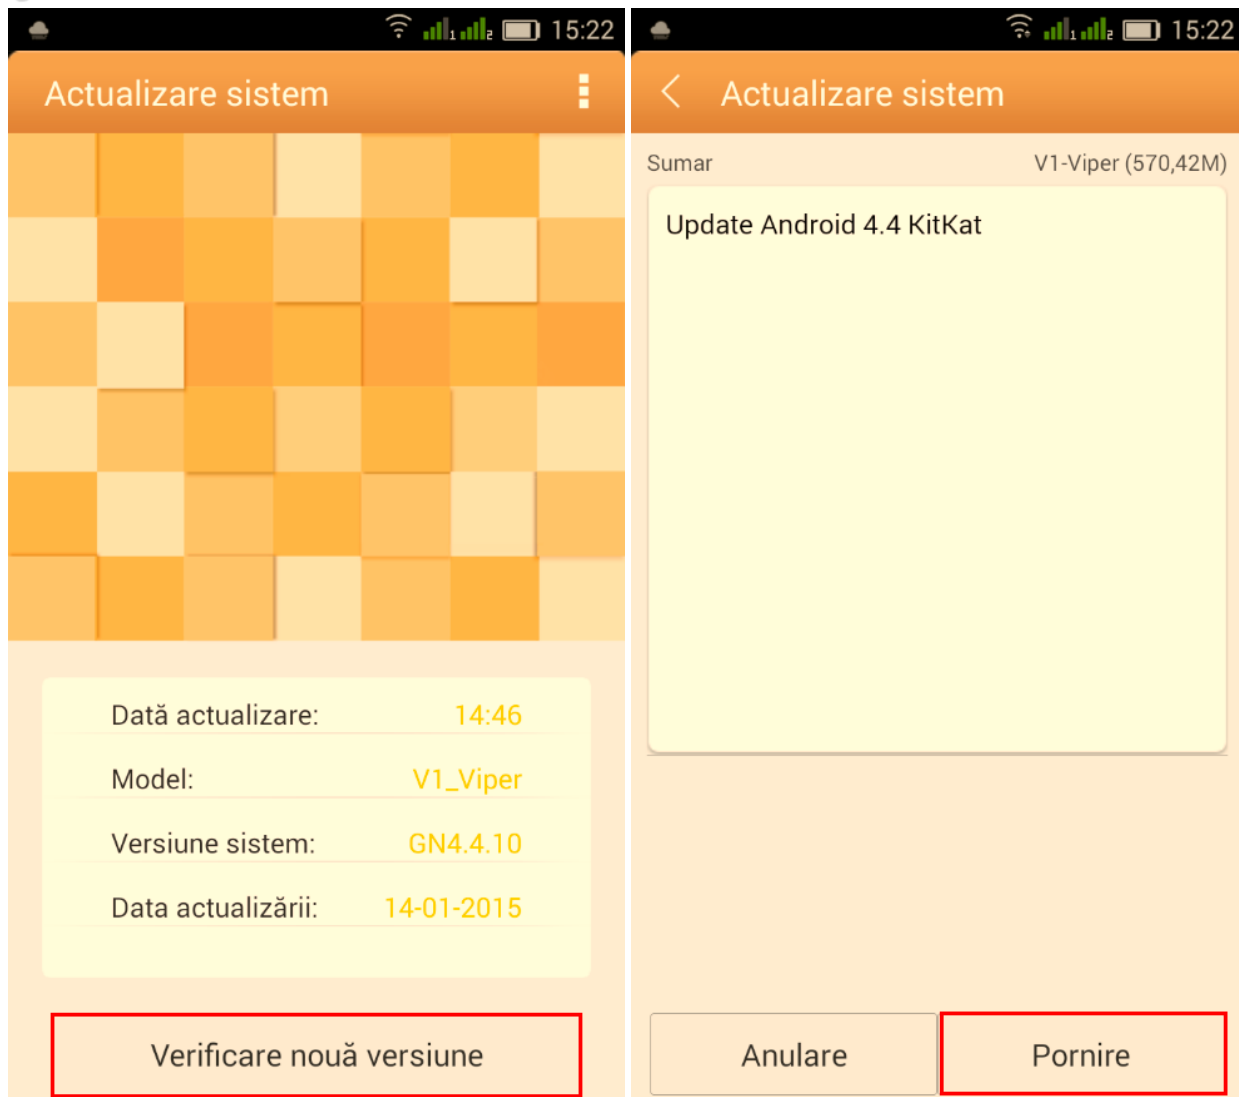 15:22
Actualizare sistem
Dată actualizare: 14:46
Model: V1_Viper
Versiune sistem: GN4.4.10
Data actualizării: 14-01-2015
Verificare nouă versiune
15:22
Actualizare sistem
Sumar V1-Viper (570,42M)
Update Android 4.4 KitKat
Anulare Pornire